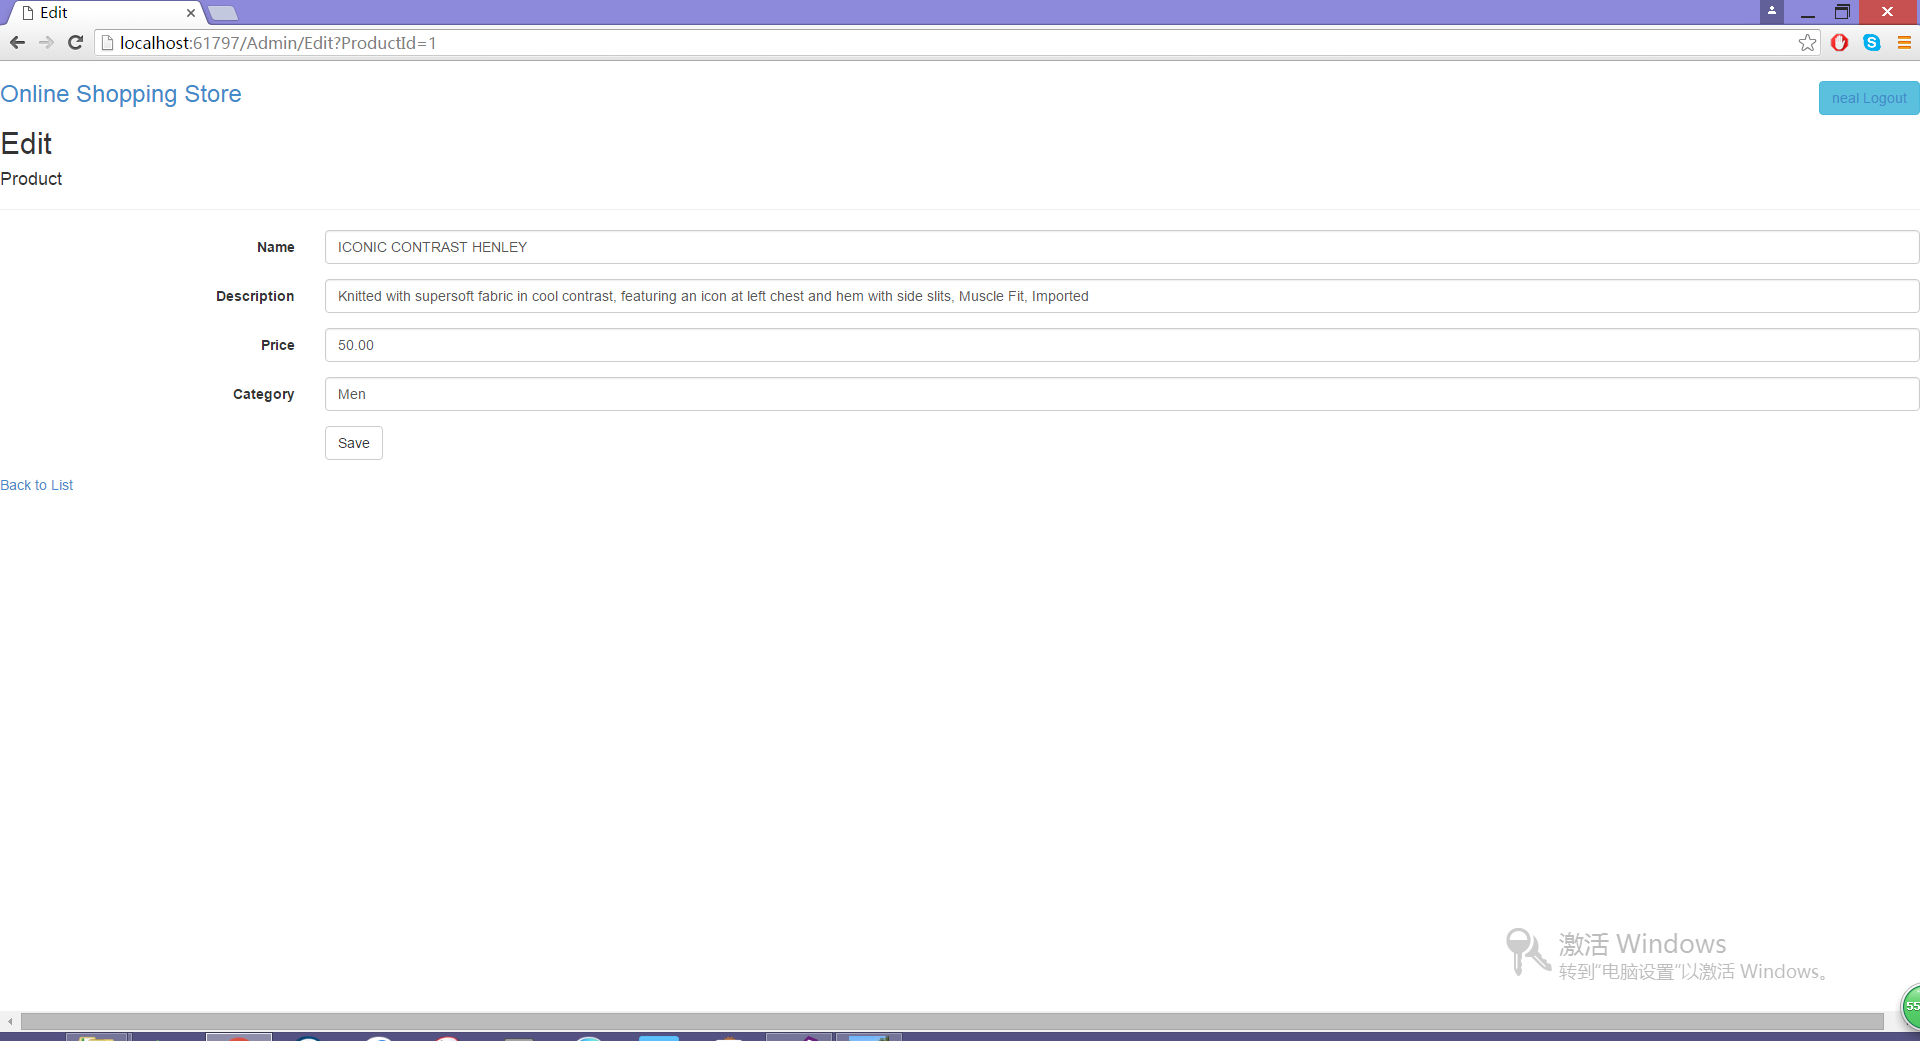 Edit
localhost:61797/Admin/Edit?ProductId=1
Online Shopping Store
neal Logout
Edit
Product
Name
ICONIC CONTRAST HENLEY
Description
Knitted with supersoft fabric in cool contrast, featuring an icon at left chest and hem with side slits, Muscle Fit, Imported
Price
50.00
Category
Men
Save
Back to List
激活 Windows
转到“电脑设置”以激活 Windows。
55